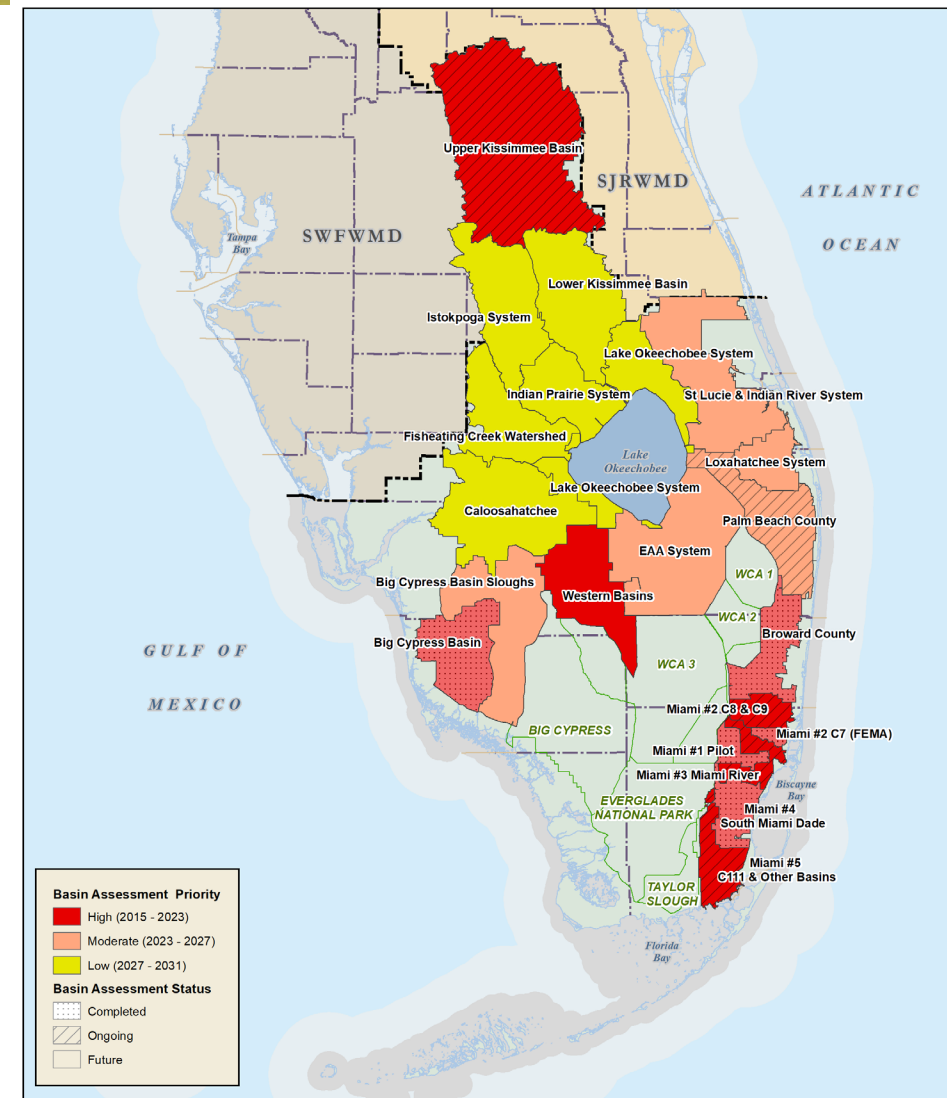 Upper Kissimmee Basin
SJRWMD
ATLANTIC
OCEAN
SWFWMD
Tampa
Bay
Lower Kissimmee Basin
Istokpoga System
Lake Okeechobee System
Indian Prairie System
St Lucie & Indian River System
Fisheating Creek Watershed
Lake
Okeechobee
Loxahatchee System
Lake Okeechobee System
Caloosahatchee
Palm Beach County
EAA System
WCA 1
Big Cypress Basin Sloughs
Western Basins
WCA 2
Broward County
Big Cypress Basin
GULF OF
MEXICO
WCA 3
Miami #2 C8 & C9
BIG CYPRESS
Miami #2 C7 (FEMA)
Miami #1 Pilot
Miami #3 Miami River
Biscayne
Bay
EVERGLADES
NATIONAL PARK
Miami #4
South Miami Dade
Miami #5
C111 & Other Basins
TAYLOR
SLOUGH
Florida
Bay
Basin Assessment Priority
High (2015 - 2023)
Moderate (2023 - 2027)
Low (2027 - 2031)
Basin Assessment Status
Completed
Ongoing
Future